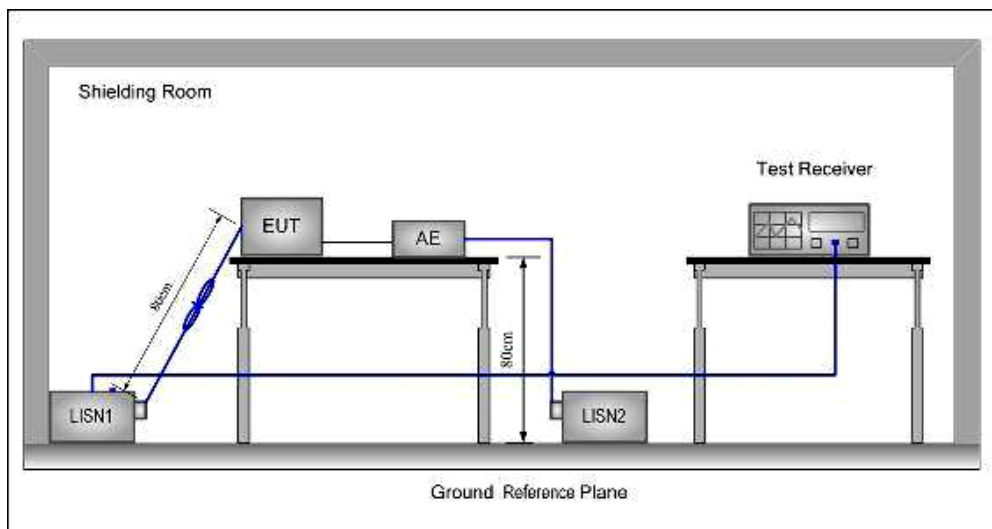 Shielding Room
Test Receiver
EUT
AE
80cm
80cm
LISN1
LISN2
Ground Reference Plane